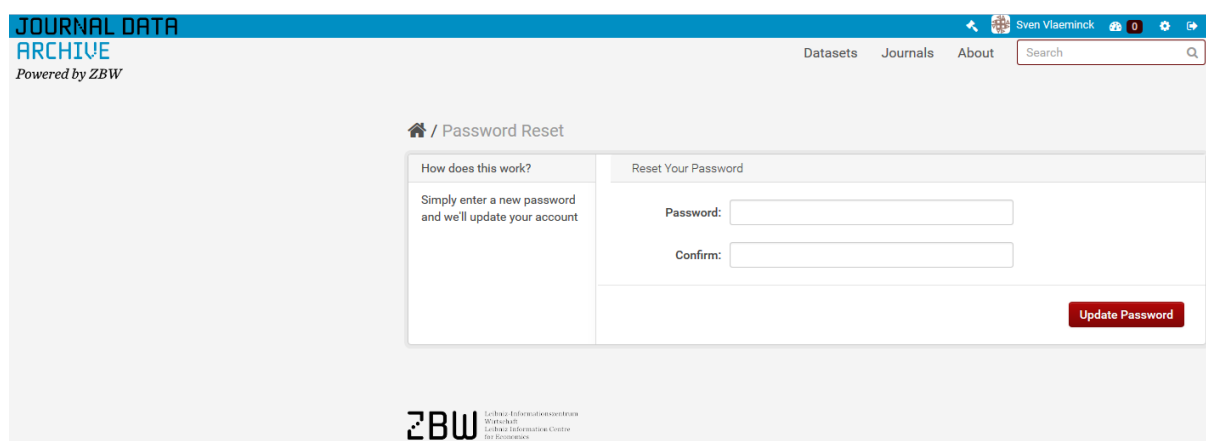 JOURNAL DATA
ARCHIVE
Powered by ZBW
Sven Vlaeminck 0
Datasets Journals About Search
/ Password Reset
How does this work?
Simply enter a new password
and we'll update your account
Reset Your Password
Password:
Confirm:
Update Password
ZBW
Leibniz-Informationszentrum
Wirtschaft
Leibniz Information Centre
for Economics